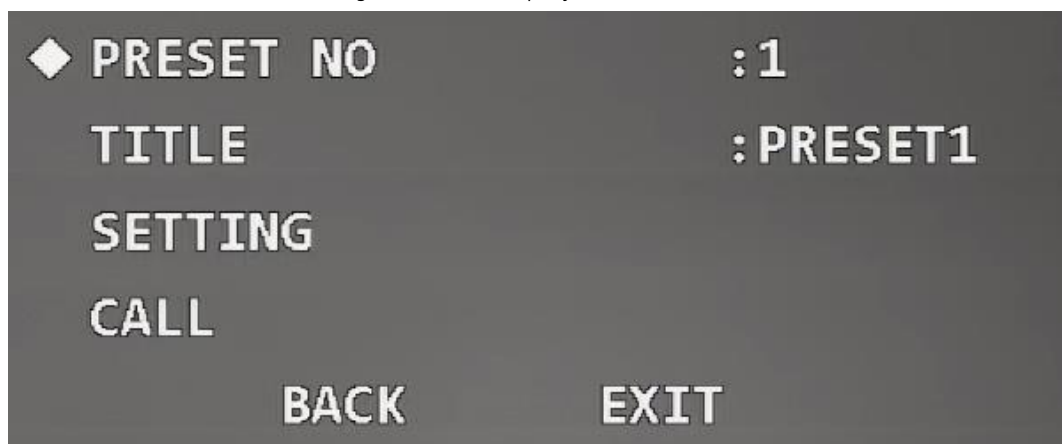 ◆ PRESET NO :1
TITLE :PRESET1
SETTING
CALL
BACK EXIT